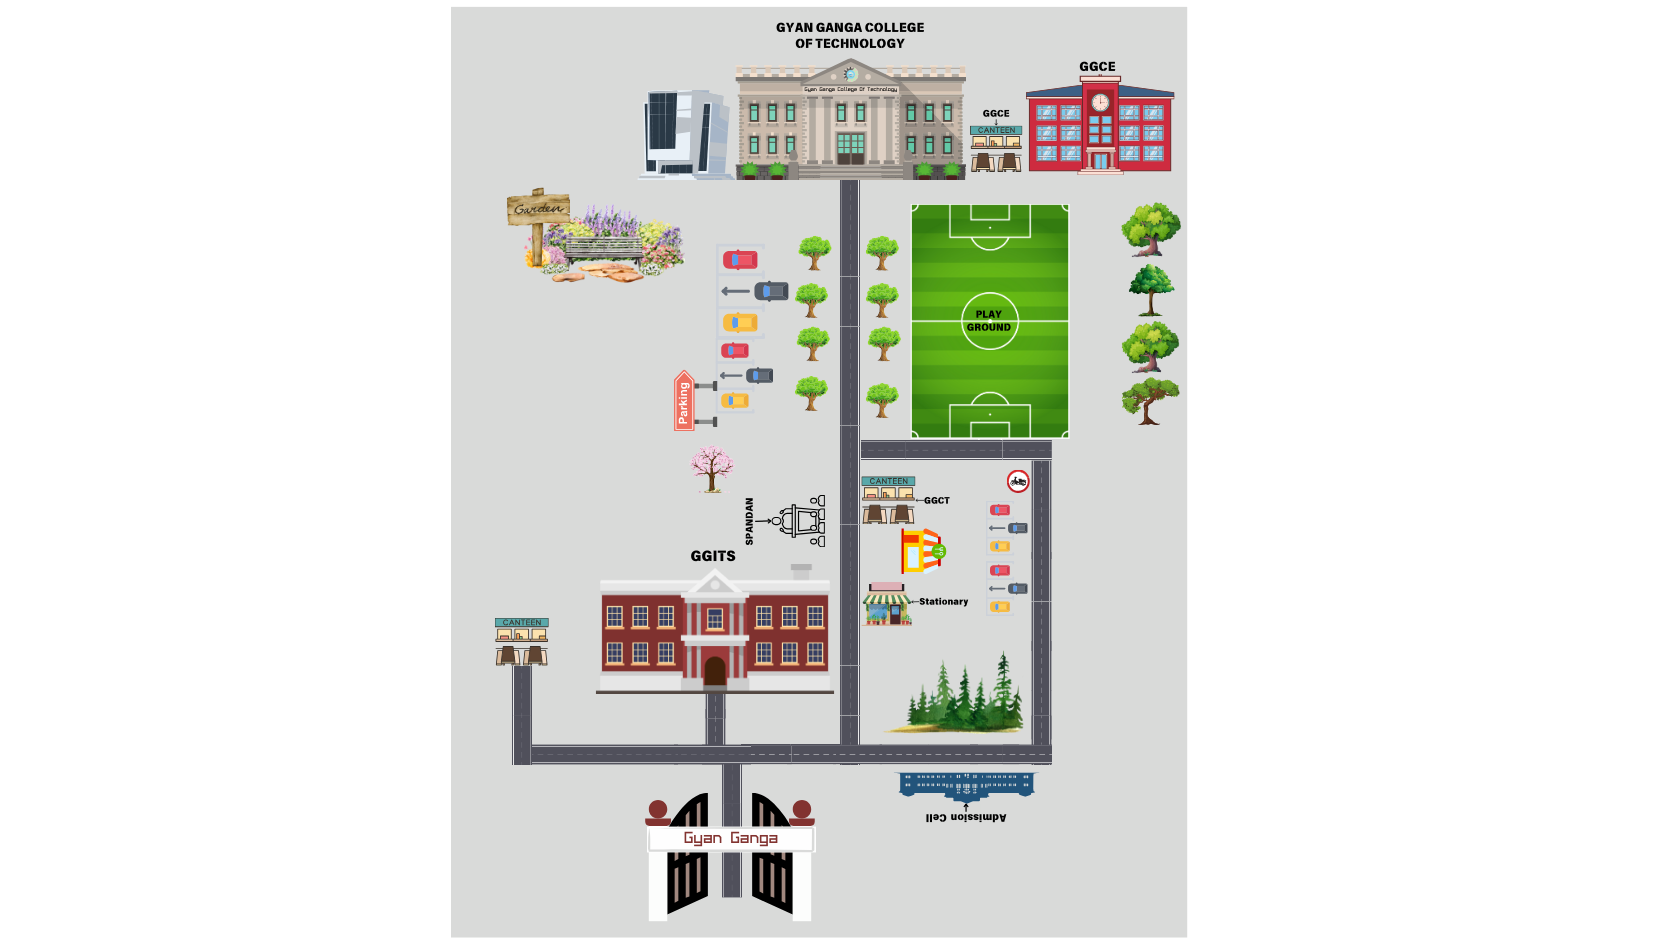 GYAN GANGA COLLEGE
OF TECHNOLOGY
GGCE
Gyan Ganga College Of Technology
GGCE
CANTEEN
Garden
PLAY
GROUND
Parking
CANTEEN
GGCT
SPANDAN
GGITS
Stationary
CANTEEN
Admission Cell
Gyan Ganga